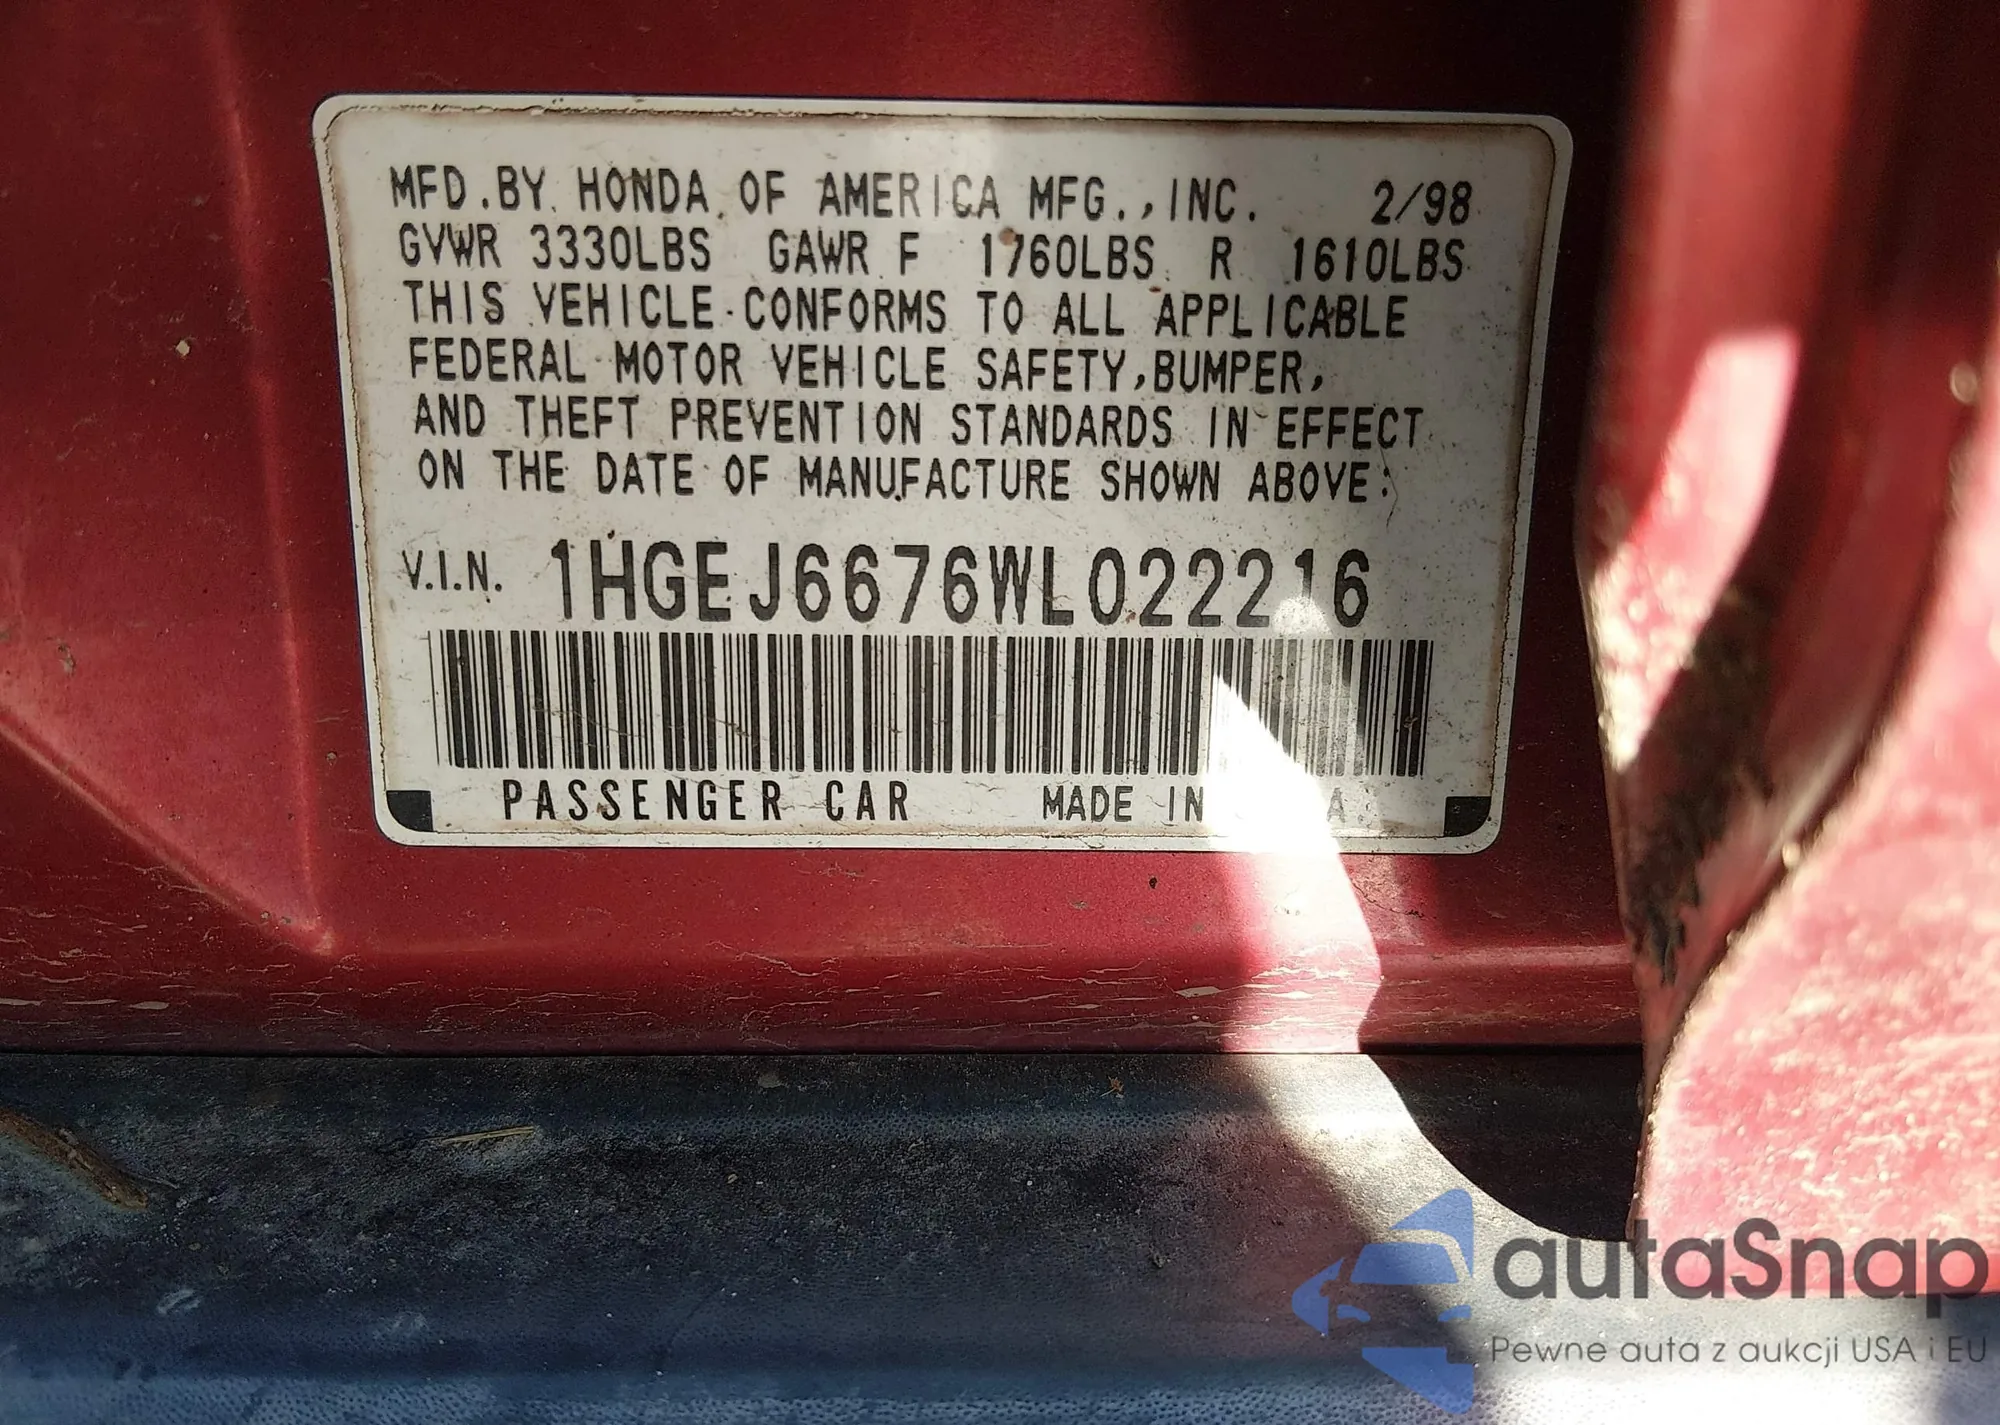 MFD.BY HONDA OF AMERICA MFG.,INC. 2/98
GVWR 3330LBS GAWR F 1760LBS R 1610LBS
THIS VEHICLE CONFORMS TO ALL APPLICABLE
FEDERAL MOTOR VEHICLE SAFETY,BUMPER,
AND THEFT PREVENTION STANDARDS IN EFFECT
ON THE DATE OF MANUFACTURE SHOWN ABOVE:
V.I.N. 1HGEJ6676WL022216
PASSENGER CAR MADE IN
autaSnap
Pewne auta z aukcji USA i EU